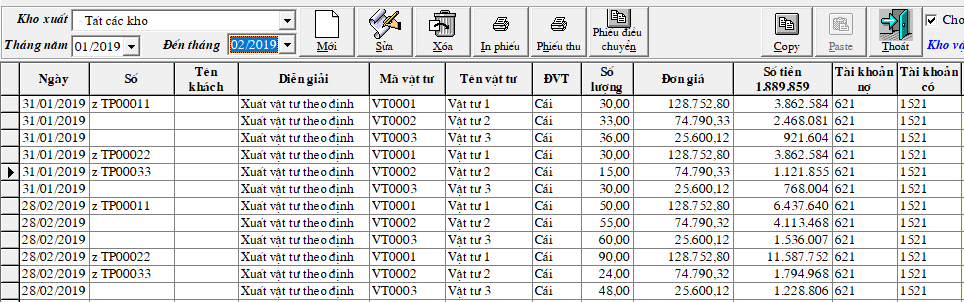 Kho xuất Tất các kho
Tháng năm 01/2019 Đến tháng 02/2019
Mới Sửa Xóa In phiếu Phiếu thu Phiếu điều chuyển Copy Paste Thoát
Cho
Kho vậ
Ngày Số Tên khách Diễn giải Mã vật tư Tên vật tư ĐVT Số lượng Đơn giá Số tiền 1.889.859 Tài khoản nợ Tài khoản có
31/01/2019 z TP00011 Xuất vật tư theo định VT0001 Vật tư 1 Cái 30,00 128.752,80 3.862.584 621 1521
31/01/2019 Xuất vật tư theo định VT0002 Vật tư 2 Cái 33,00 74.790,33 2.468.081 621 1521
31/01/2019 Xuất vật tư theo định VT0003 Vật tư 3 Cái 36,00 25.600,12 921.604 621 1521
31/01/2019 z TP00022 Xuất vật tư theo định VT0001 Vật tư 1 Cái 30,00 128.752,80 3.862.584 621 1521
31/01/2019 z TP00033 Xuất vật tư theo định VT0002 Vật tư 2 Cái 15,00 74.790,33 1.121.855 621 1521
31/01/2019 Xuất vật tư theo định VT0003 Vật tư 3 Cái 30,00 25.600,12 768.004 621 1521
28/02/2019 z TP00011 Xuất vật tư theo định VT0001 Vật tư 1 Cái 50,00 128.752,80 6.437.640 621 1521
28/02/2019 Xuất vật tư theo định VT0002 Vật tư 2 Cái 55,00 74.790,32 4.113.468 621 1521
28/02/2019 Xuất vật tư theo định VT0003 Vật tư 3 Cái 60,00 25.600,12 1.536.007 621 1521
28/02/2019 z TP00022 Xuất vật tư theo định VT0001 Vật tư 1 Cái 90,00 128.752,80 11.587.752 621 1521
28/02/2019 z TP00033 Xuất vật tư theo định VT0002 Vật tư 2 Cái 24,00 74.790,32 1.794.968 621 1521
28/02/2019 Xuất vật tư theo định VT0003 Vật tư 3 Cái 48,00 25.600,12 1.228.806 621 1521